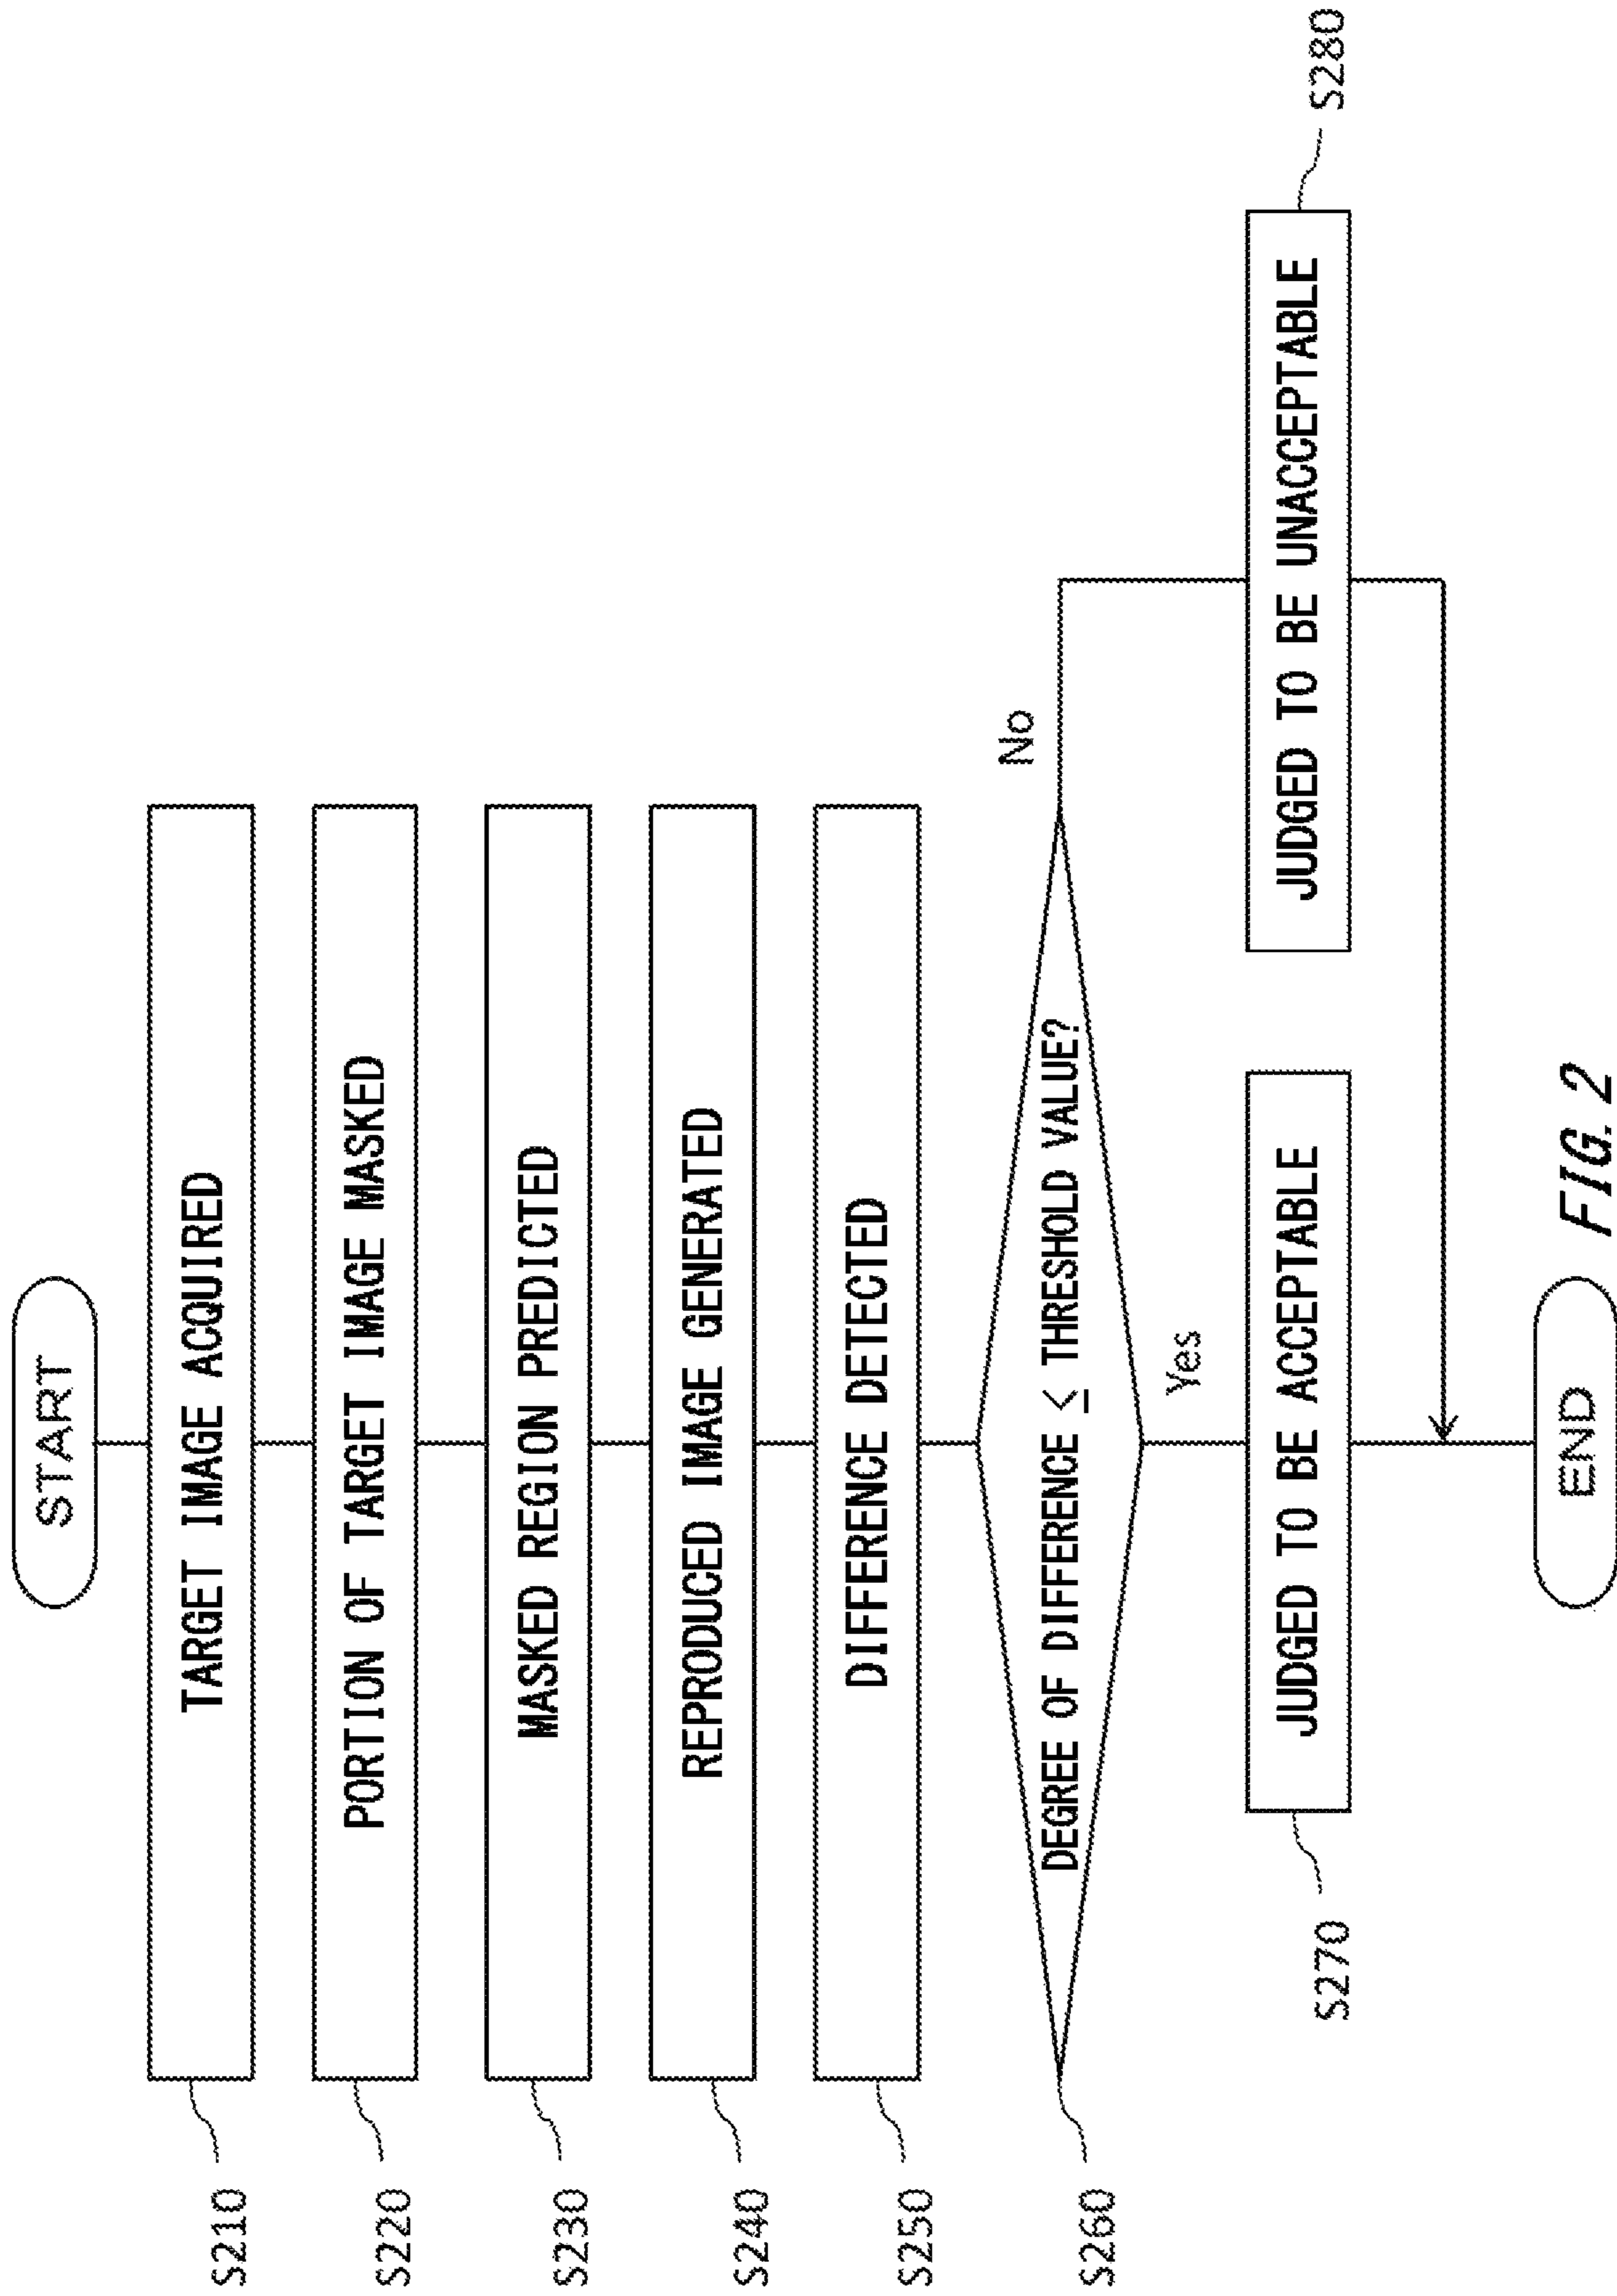 START
S210
TARGET IMAGE ACQUIRED
S220
PORTION OF TARGET IMAGE MASKED
S230
MASKED REGION PREDICTED
S240
REPRODUCED IMAGE GENERATED
S250
DIFFERENCE DETECTED
S260
DEGREE OF DIFFERENCE ≤ THRESHOLD VALUE?
No
Yes
S270
JUDGED TO BE ACCEPTABLE
JUDGED TO BE UNACCEPTABLE
S280
END
FIG. 2